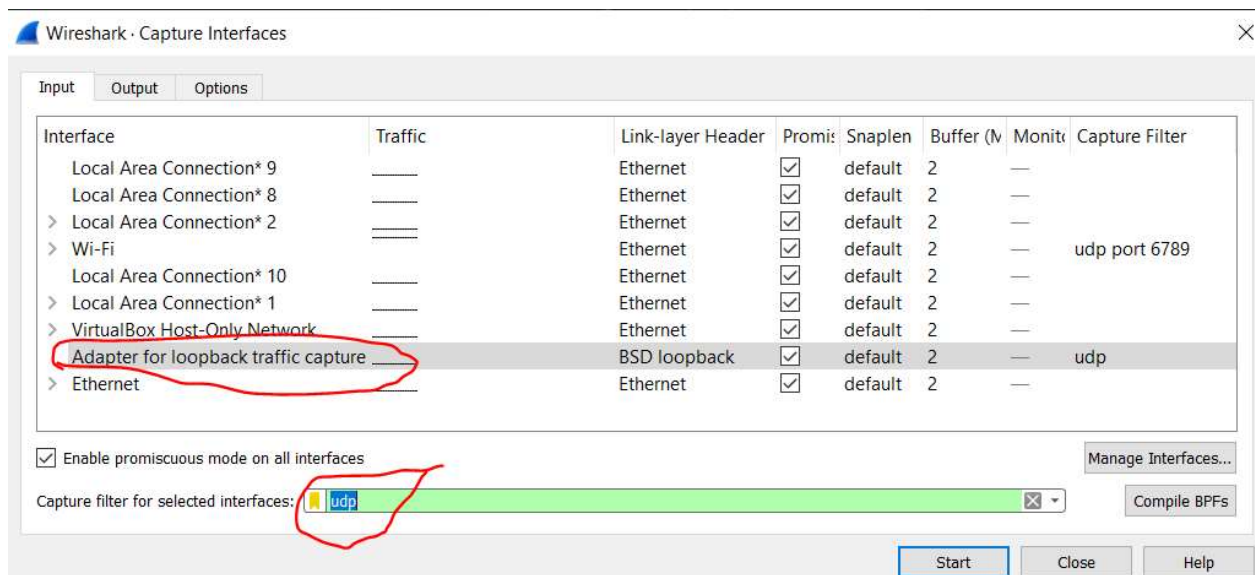 Wireshark · Capture Interfaces
Input Output Options
Interface Traffic Link-layer Header Promis Snaplen Buffer (M Monito Capture Filter
Local Area Connection* 9 Ethernet default 2 —
Local Area Connection* 8 Ethernet default 2 —
> Local Area Connection* 2 Ethernet default 2 —
> Wi-Fi Ethernet default 2 — udp port 6789
Local Area Connection* 10 Ethernet default 2 —
> Local Area Connection* 1 Ethernet default 2 —
> VirtualBox Host-Only Network Ethernet default 2 —
Adapter for loopback traffic capture BSD loopback default 2 — udp
> Ethernet Ethernet default 2 —
Enable promiscuous mode on all interfaces Manage Interfaces...
Capture filter for selected interfaces: udp Compile BPFs
Start Close Help